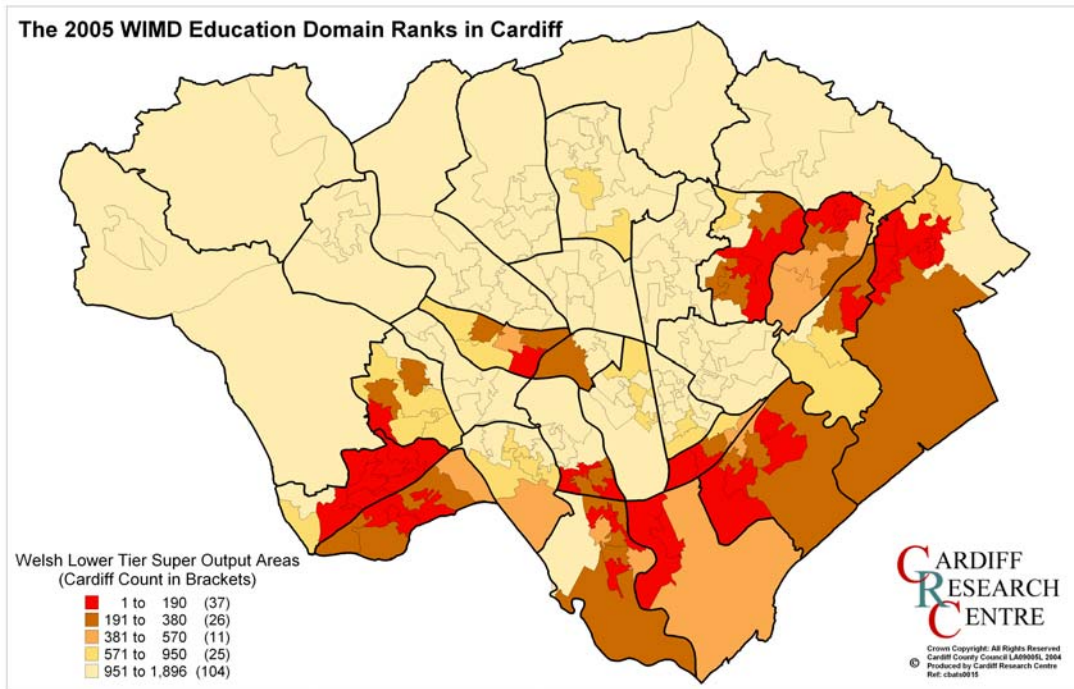 The 2005 WIMD Education Domain Ranks in Cardiff
Welsh Lower Tier Super Output Areas
(Cardiff Count in Brackets)
1 to 190 (37)
191 to 380 (26)
381 to 570 (11)
571 to 950 (25)
951 to 1,896 (104)
CARDIFF
RESEARCH
CENTRE
Crown Copyright: All Rights Reserved
Cardiff County Council LA09005L 2004
© Produced by Cardiff Research Centre
Ref: cbats0015